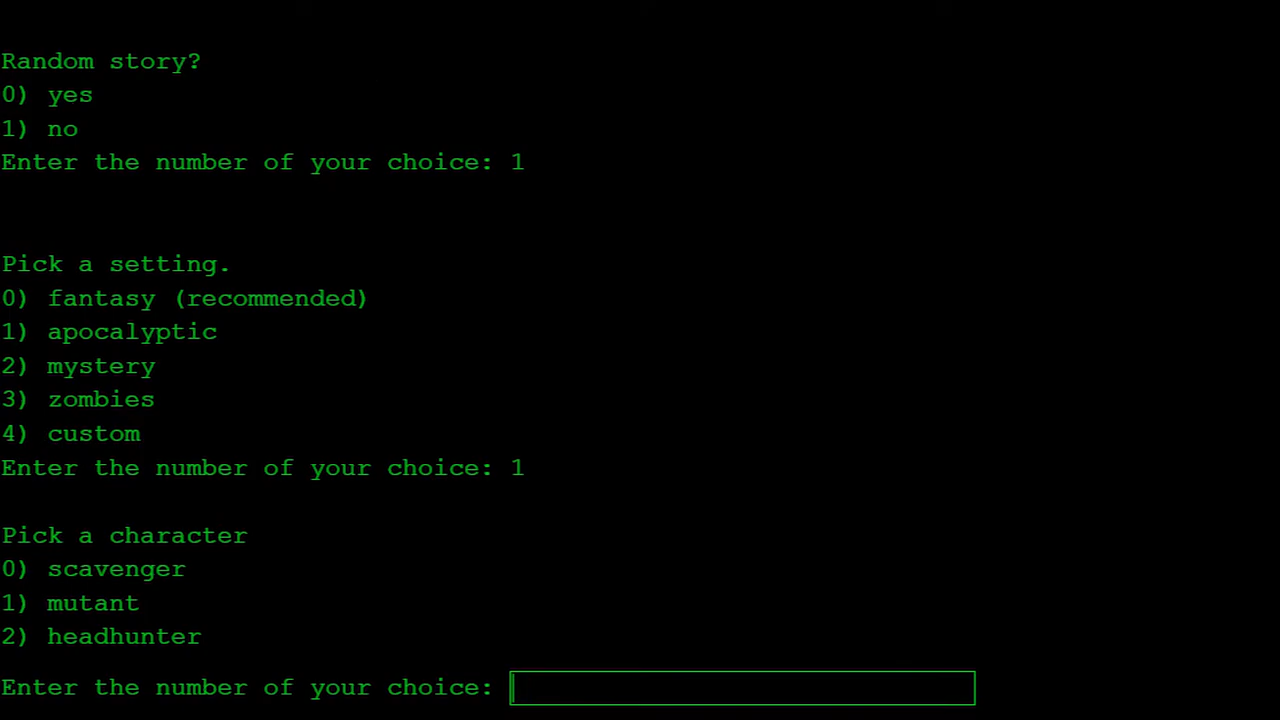 Random story?
0) yes
1) no
Enter the number of your choice: 1
Pick a setting.
0) fantasy (recommended)
1) apocalyptic
2) mystery
3) zombies
4) custom
Enter the number of your choice: 1
Pick a character
0) scavenger
1) mutant
2) headhunter
Enter the number of your choice: